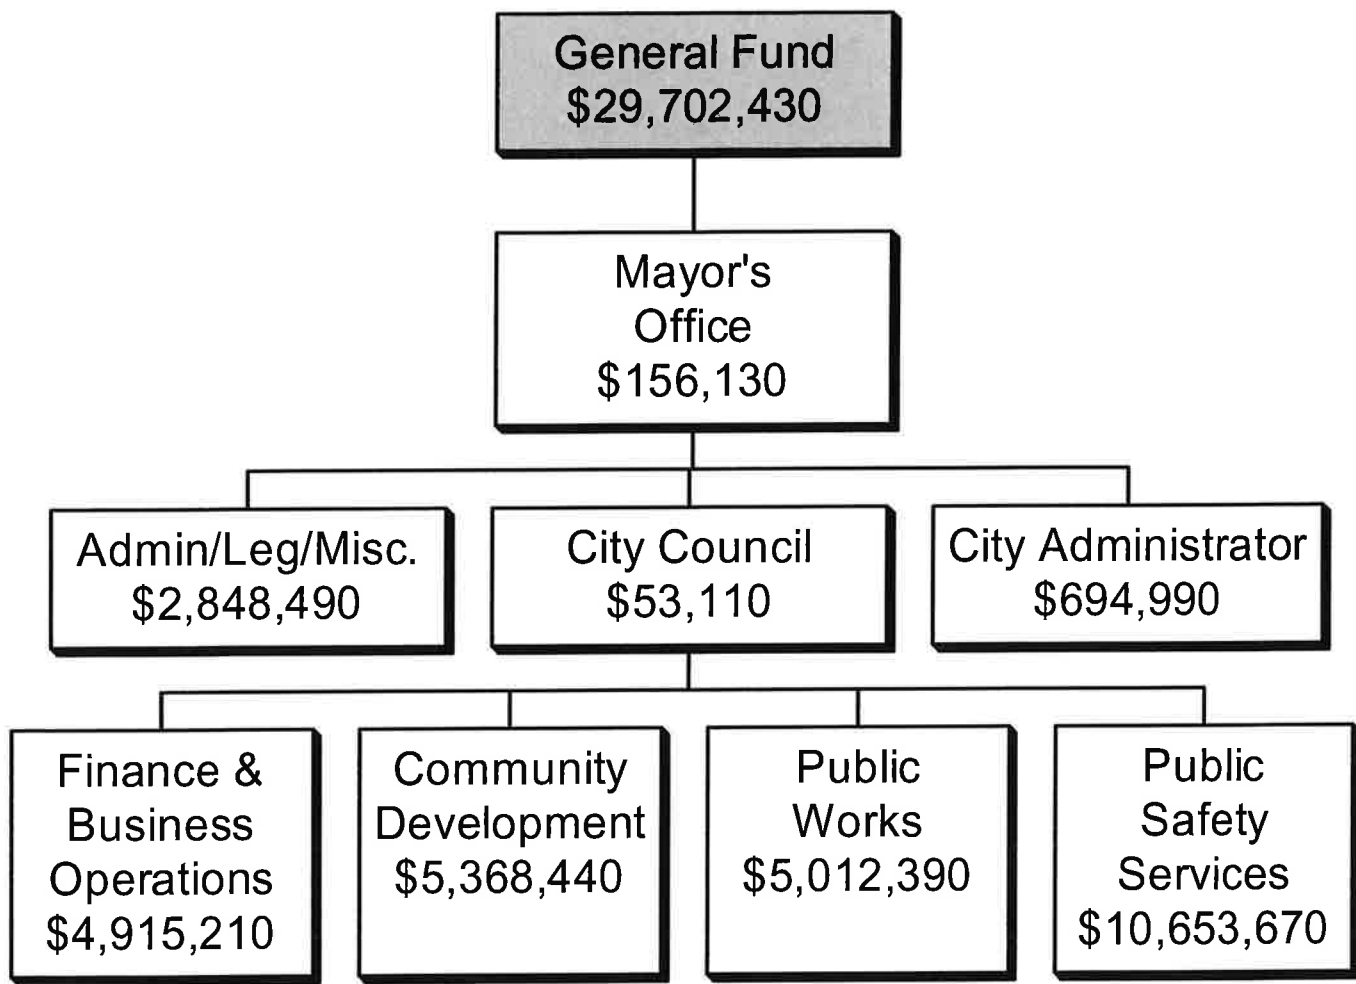 General Fund
$29,702,430
Mayor's
Office
$156,130
Admin/Leg/Misc.
$2,848,490
City Council
$53,110
City Administrator
$694,990
Finance &
Business
Operations
$4,915,210
Community
Development
$5,368,440
Public
Works
$5,012,390
Public
Safety
Services
$10,653,670